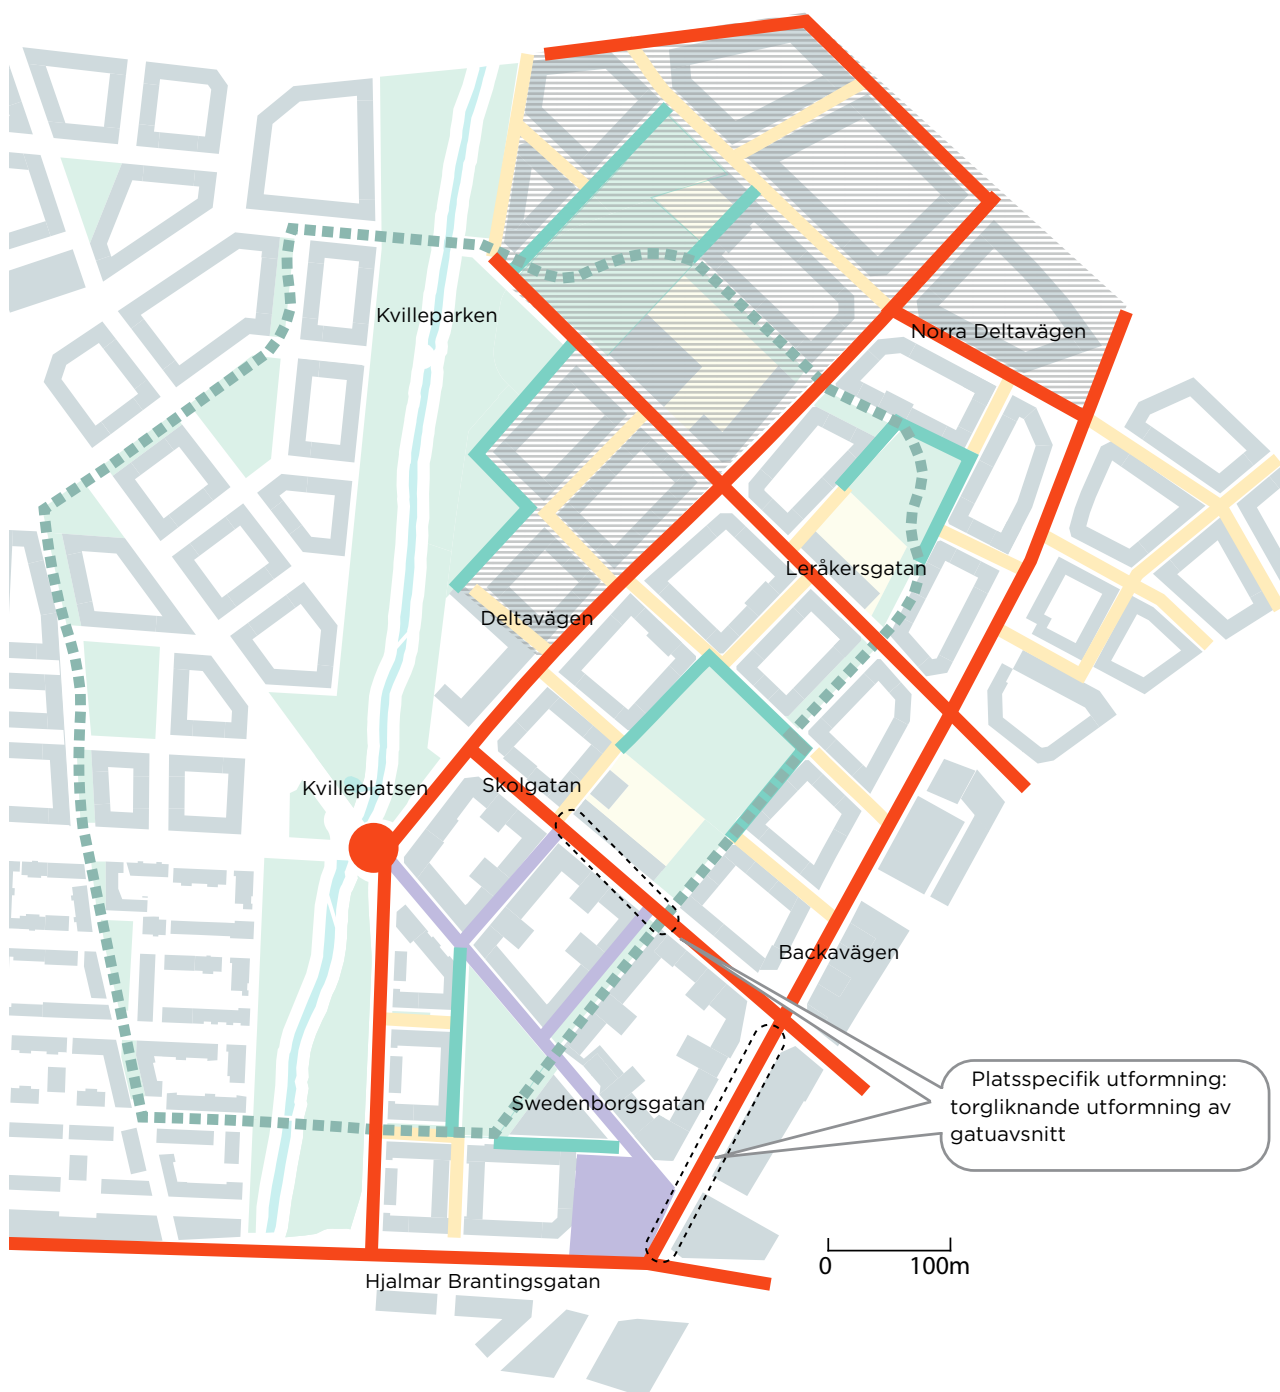 Kvilleparken
Norra Deltavägen
Leråkersgatan
Deltavägen
Kvilleplatsen
Skolgatan
Backavägen
Platsspecifik utformning:
torgliknande utformning av
gatuavsnitt
Swedenborgsgatan
0 100m
Hjalmar Brantingsgatan